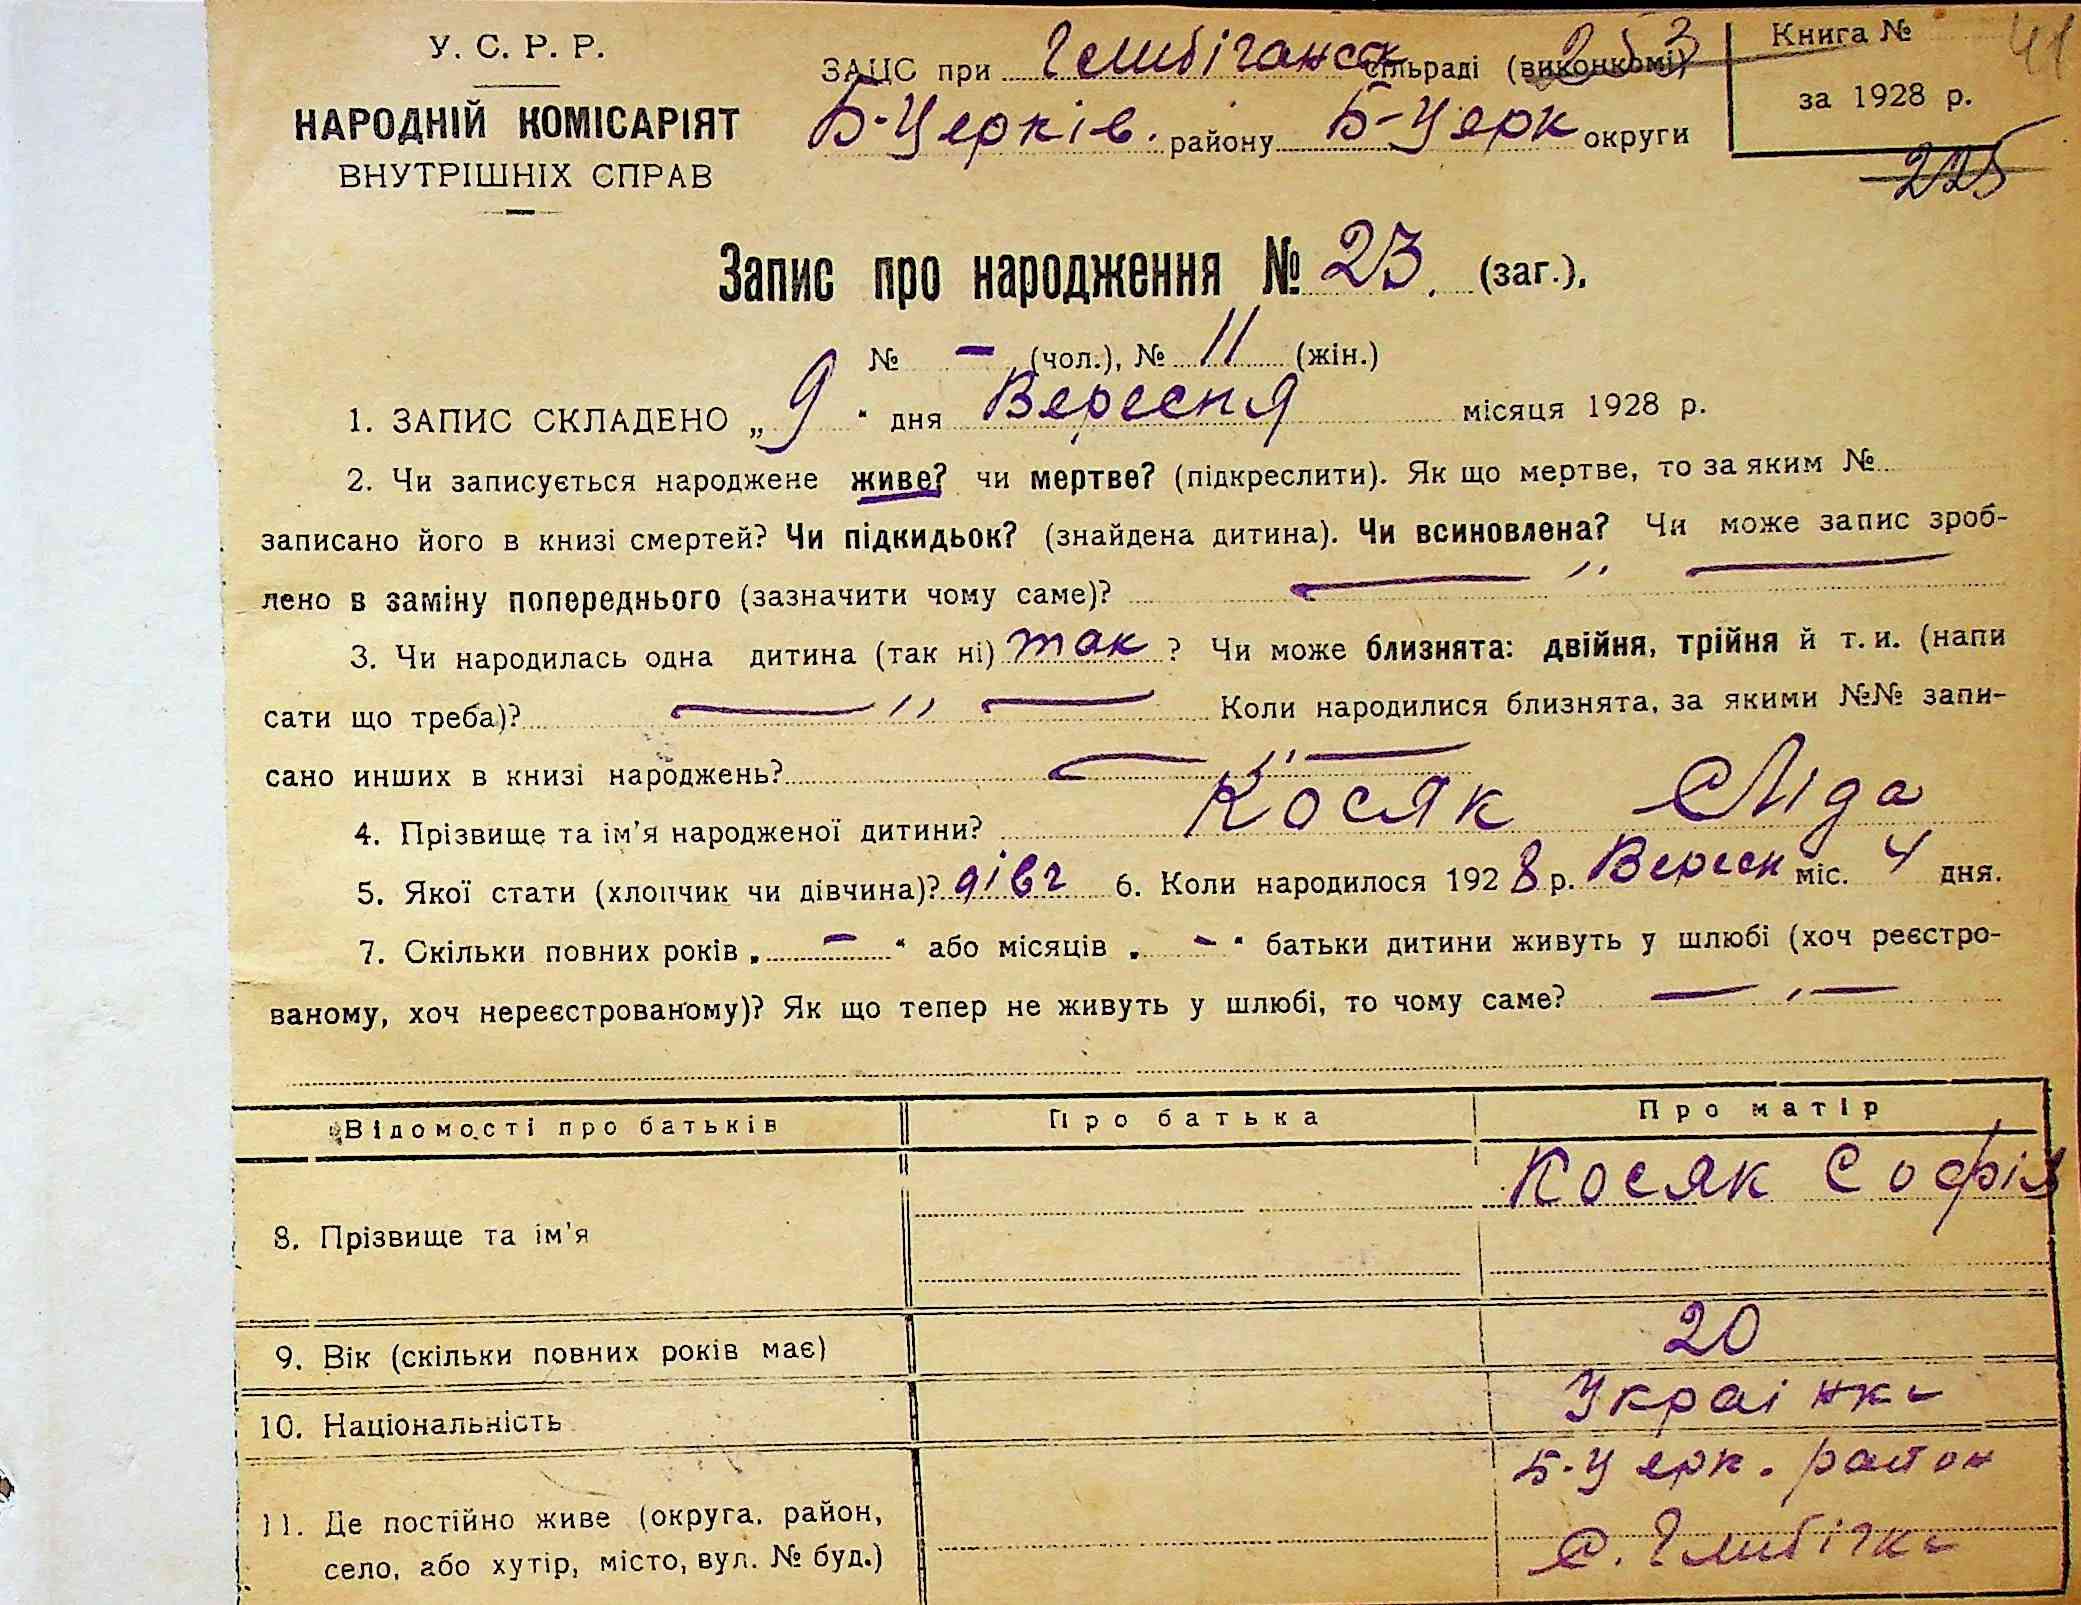 У. С. Р. Р.
НАРОДНІЙ КОМІСАРІЯТ
ВНУТРІШНІХ СПРАВ
ЗАЦС при Глибічанськ сільраді (виконкомі)
Б-Церків. району Б-Церк округи
Книга № 41
за 1928 р.
253
225
Запис про народження № 23. (заг.),
№ – (чол.), № 11 (жін.)
1. ЗАПИС СКЛАДЕНО „ 9 “ дня Вересня місяця 1928 р.
2. Чи записується народжене живе? чи мертве? (підкреслити). Як що мертве, то за яким №
записано його в книзі смертей? Чи підкидьок? (знайдена дитина). Чи всиновлена? Чи може запис зроб-
лено в заміну попереднього (зазначити чому саме)? — „ —
3. Чи народилась одна дитина (так ні) так ? Чи може близнята: двійня, трійня й т. и. (напи
сати що треба)? — „ — Коли народилися близнята, за якими №№ запи-
сано инших в книзі народжень? — „ —
4. Прізвище та ім'я народженої дитини? Косяк Ліда
5. Якої стати (хлопчик чи дівчина)? дівч 6. Коли народилося 1928 р. Вересн міс. 4 дня.
7. Скільки повних років „ – “ або місяців „ – “ батьки дитини живуть у шлюбі (хоч реєстро-
ваному, хоч нереєстрованому)? Як що тепер не живуть у шлюбі, то чому саме? — „ —
Відомості про батьків Про батька Про матір
8. Прізвище та ім'я Косяк Софія
9. Вік (скільки повних років має) 20
10. Національність Украінка
11. Де постійно живе (округа, район,
село, або хутір, місто, вул. № буд.)
Б-Церк. район
с. Глибічка